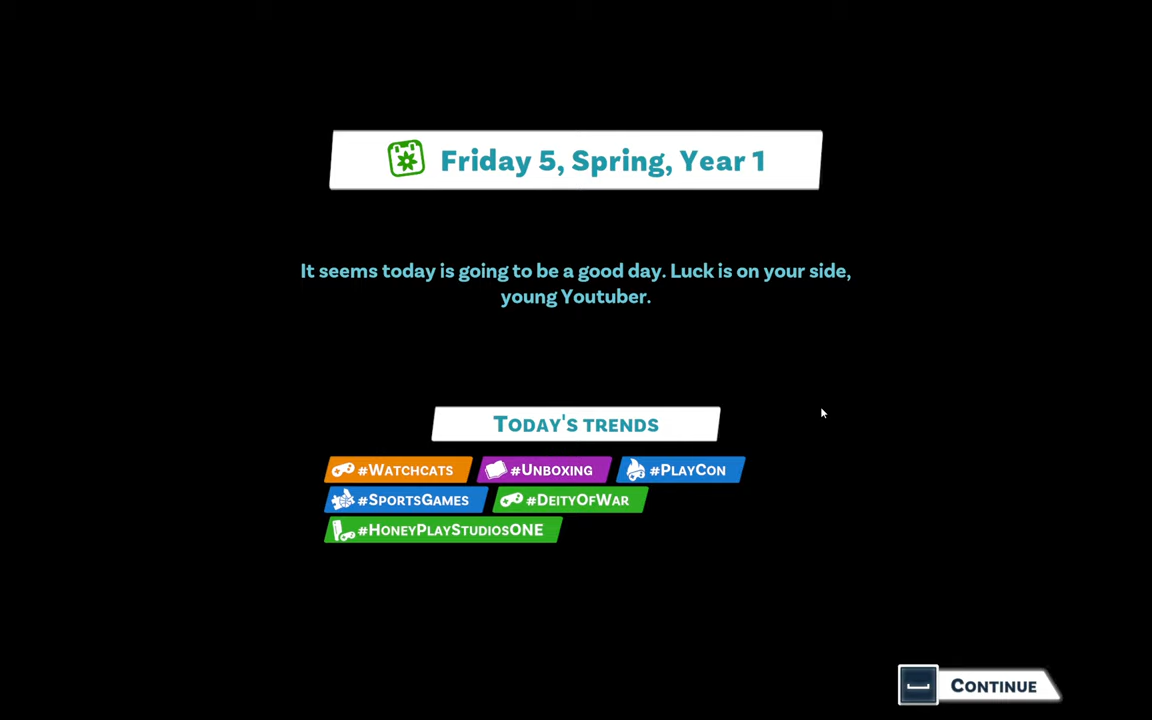 Friday 5, Spring, Year 1
It seems today is going to be a good day. Luck is on your side,
young Youtuber.
TODAY'S TRENDS
#WATCHCATS #UNBOXING #PLAYCON
#SPORTSGAMES #DEITYOFWAR
#HONEYPLAYSTUDIOSONE
CONTINUE